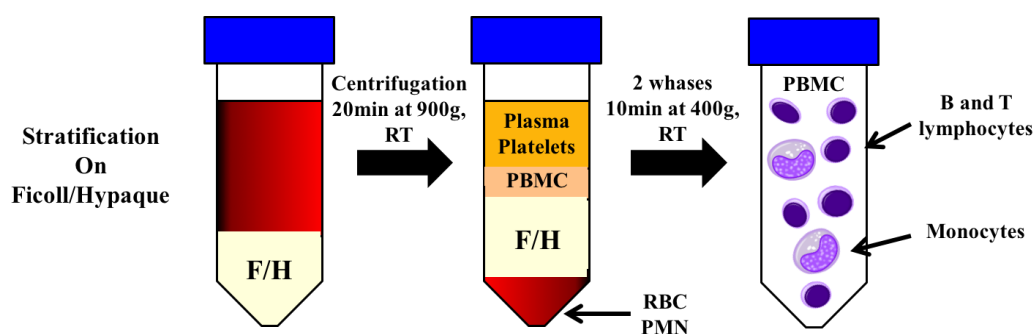 Stratification
On
Ficoll/Hypaque
F/H
Centrifugation
20min at 900g,
RT
Plasma
Platelets
PBMC
F/H
RBC
PMN
2 whases
10min at 400g,
RT
PBMC
B and T
lymphocytes
Monocytes